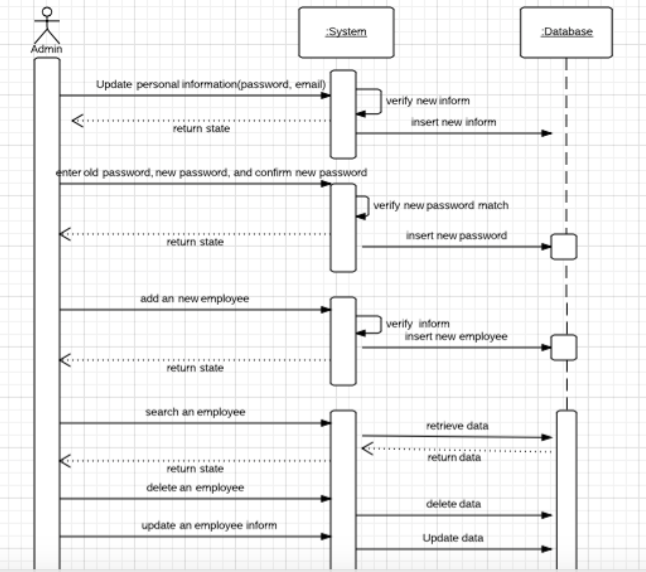 :System
:Database
Admin
Update personal information(password, email)
verify new inform
insert new inform
return state
enter old password, new password, and confirm new password
verify new password match
insert new password
return state
add an new employee
verify inform
insert new employee
return state
search an employee
retrieve data
return data
return state
delete an employee
delete data
update an employee inform
Update data